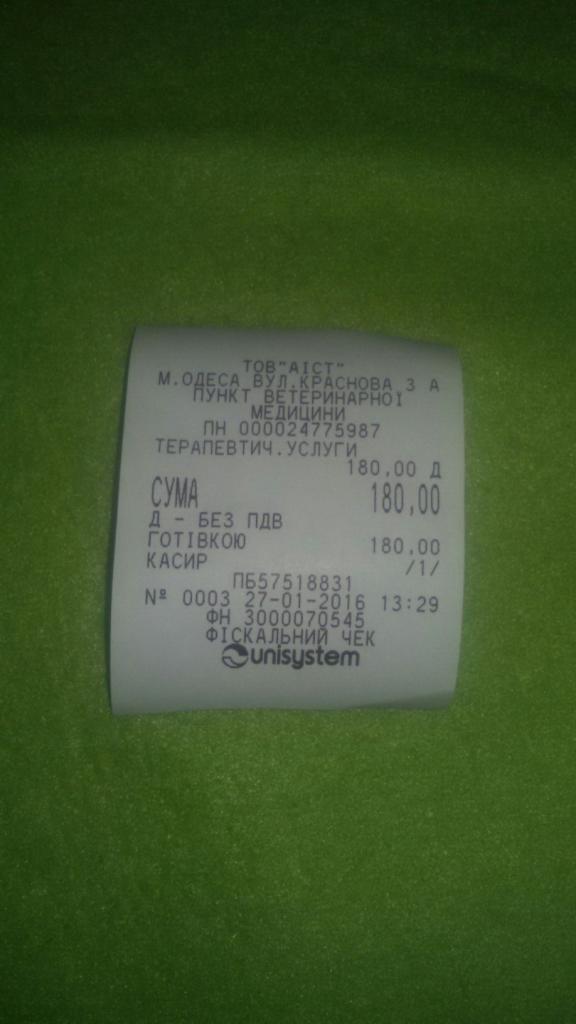 ТОВ"АІСТ"
М.ОДЕСА ВУЛ.КРАСНОВА 3 А
ПУНКТ ВЕТЕРИНАРНОІ
МЕДИЦИНИ
ПН 000024775987
ТЕРАПЕВТИЧ.УСЛУГИ
180,00 Д
СУМА 180,00
Д - БЕЗ ПДВ
ГОТІВКОЮ 180,00
КАСИР /1/
ПБ57518831
№ 0003 27-01-2016 13:29
ФН 3000070545
ФІСКАЛЬНИЙ ЧЕК
unisystem